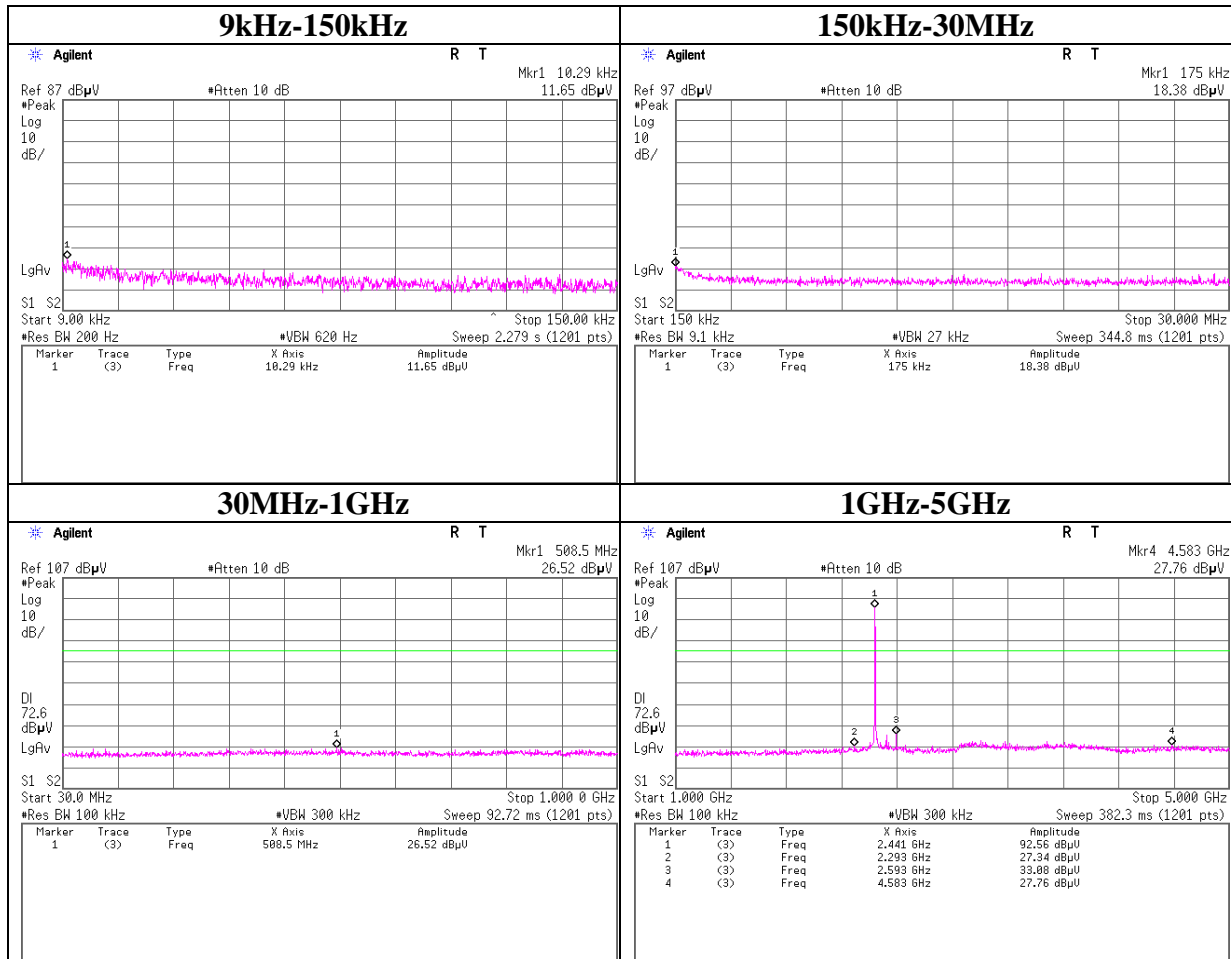 9kHz-150kHz
Agilent R T
Mkr1 10.29 kHz
Ref 87 dBµV #Atten 10 dB 11.65 dBµV
#Peak
Log
10
dB/
1
LgAv
S1 S2
Start 9.00 kHz ^ Stop 150.00 kHz
#Res BW 200 Hz #VBW 620 Hz Sweep 2.279 s (1201 pts)
Marker Trace Type X Axis Amplitude
1 (3) Freq 10.29 kHz 11.65 dBµV
150kHz-30MHz
Agilent R T
Mkr1 175 kHz
Ref 97 dBµV #Atten 10 dB 18.38 dBµV
#Peak
Log
10
dB/
1
LgAv
S1 S2
Start 150 kHz Stop 30.000 MHz
#Res BW 9.1 kHz #VBW 27 kHz Sweep 344.8 ms (1201 pts)
Marker Trace Type X Axis Amplitude
1 (3) Freq 175 kHz 18.38 dBµV
30MHz-1GHz
Agilent R T
Mkr1 508.5 MHz
Ref 107 dBµV #Atten 10 dB 26.52 dBµV
#Peak
Log
10
dB/
DI
72.6
dBµV
1
LgAv
S1 S2
Start 30.0 MHz Stop 1.000 0 GHz
#Res BW 100 kHz #VBW 300 kHz Sweep 92.72 ms (1201 pts)
Marker Trace Type X Axis Amplitude
1 (3) Freq 508.5 MHz 26.52 dBµV
1GHz-5GHz
Agilent R T
Mkr4 4.583 GHz
Ref 107 dBµV #Atten 10 dB 27.76 dBµV
#Peak
1
Log
10
dB/
DI
72.6
dBµV
2 3 4
LgAv
S1 S2
Start 1.000 GHz Stop 5.000 GHz
#Res BW 100 kHz #VBW 300 kHz Sweep 382.3 ms (1201 pts)
Marker Trace Type X Axis Amplitude
1 (3) Freq 2.441 GHz 92.56 dBµV
2 (3) Freq 2.293 GHz 27.34 dBµV
3 (3) Freq 2.593 GHz 33.08 dBµV
4 (3) Freq 4.583 GHz 27.76 dBµV